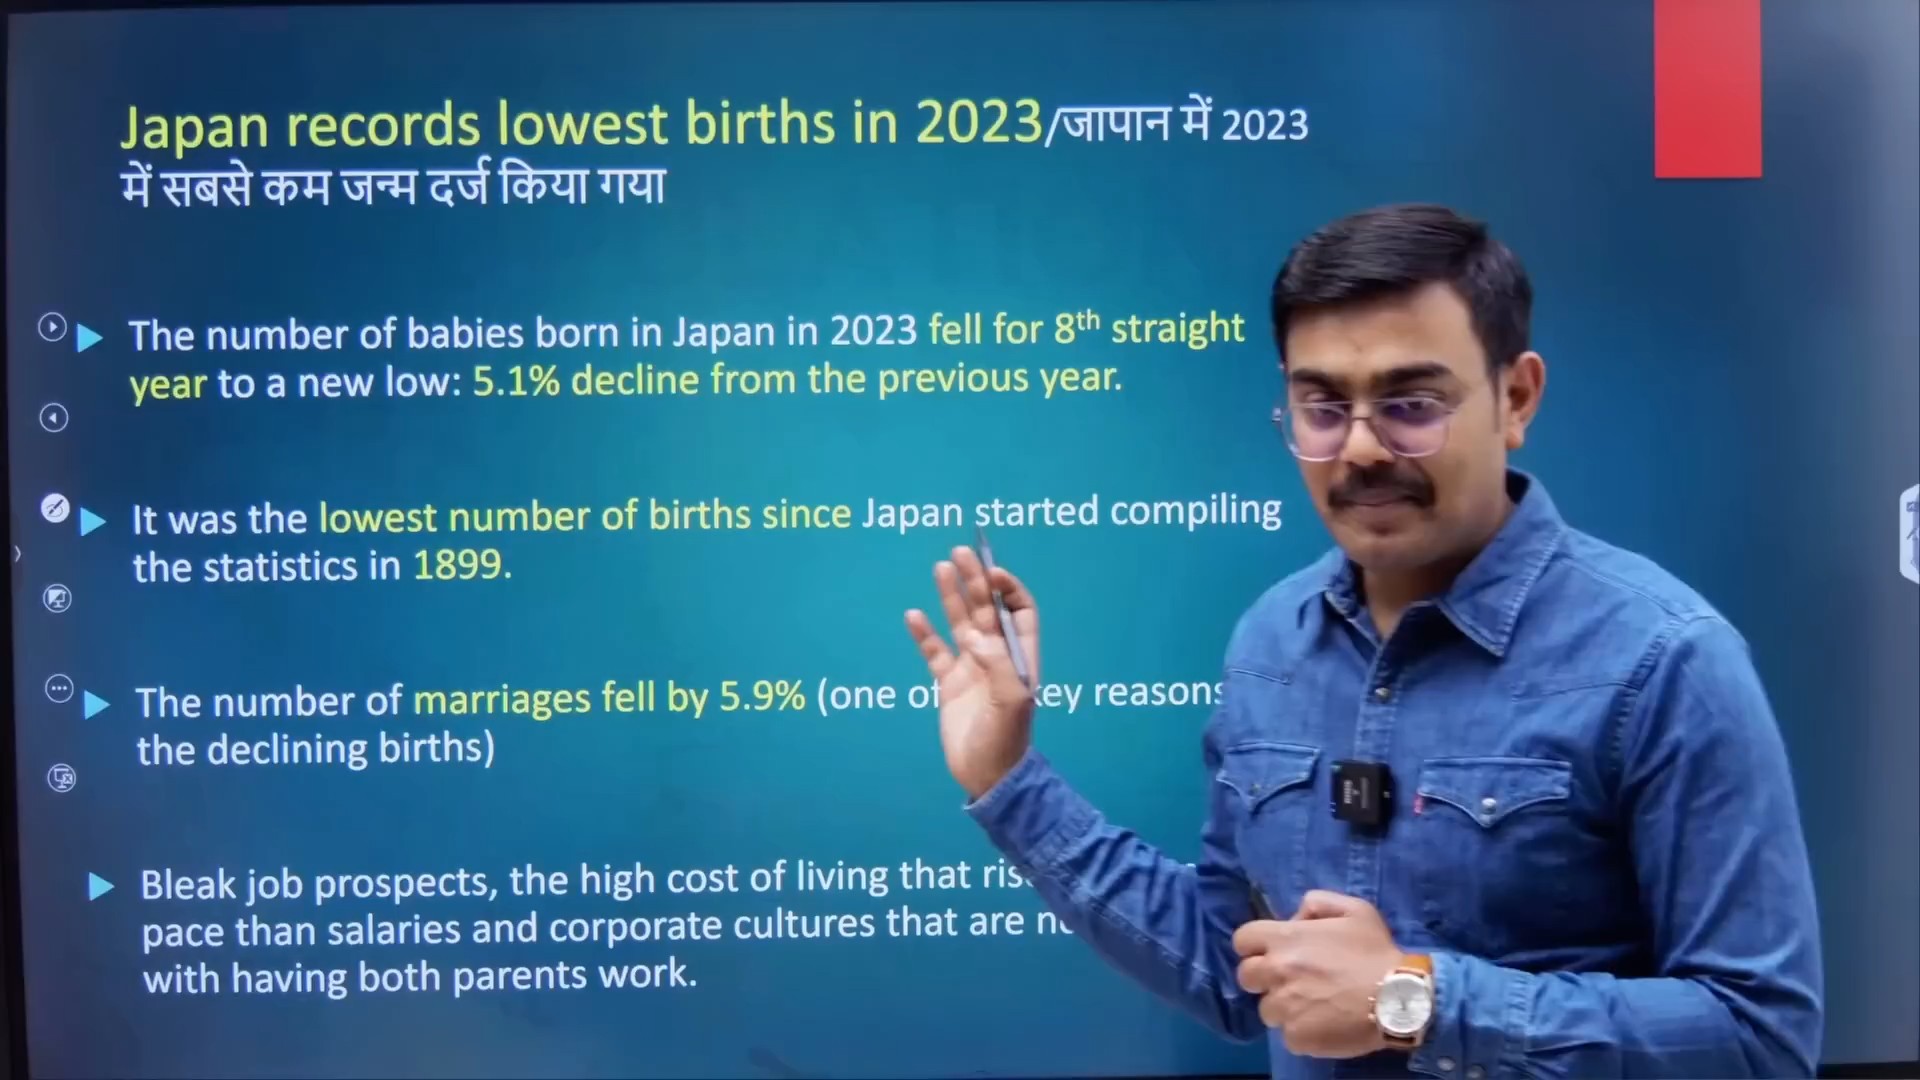 Japan records lowest births in 2023/जापान में 2023
में सबसे कम जन्म दर्ज किया गया
The number of babies born in Japan in 2023 fell for 8th straight
year to a new low: 5.1% decline from the previous year.
It was the lowest number of births since Japan started compiling
the statistics in 1899.
The number of marriages fell by 5.9% (one of key reasons
the declining births)
Bleak job prospects, the high cost of living that
pace than salaries and corporate cultures that are
with having both parents work.